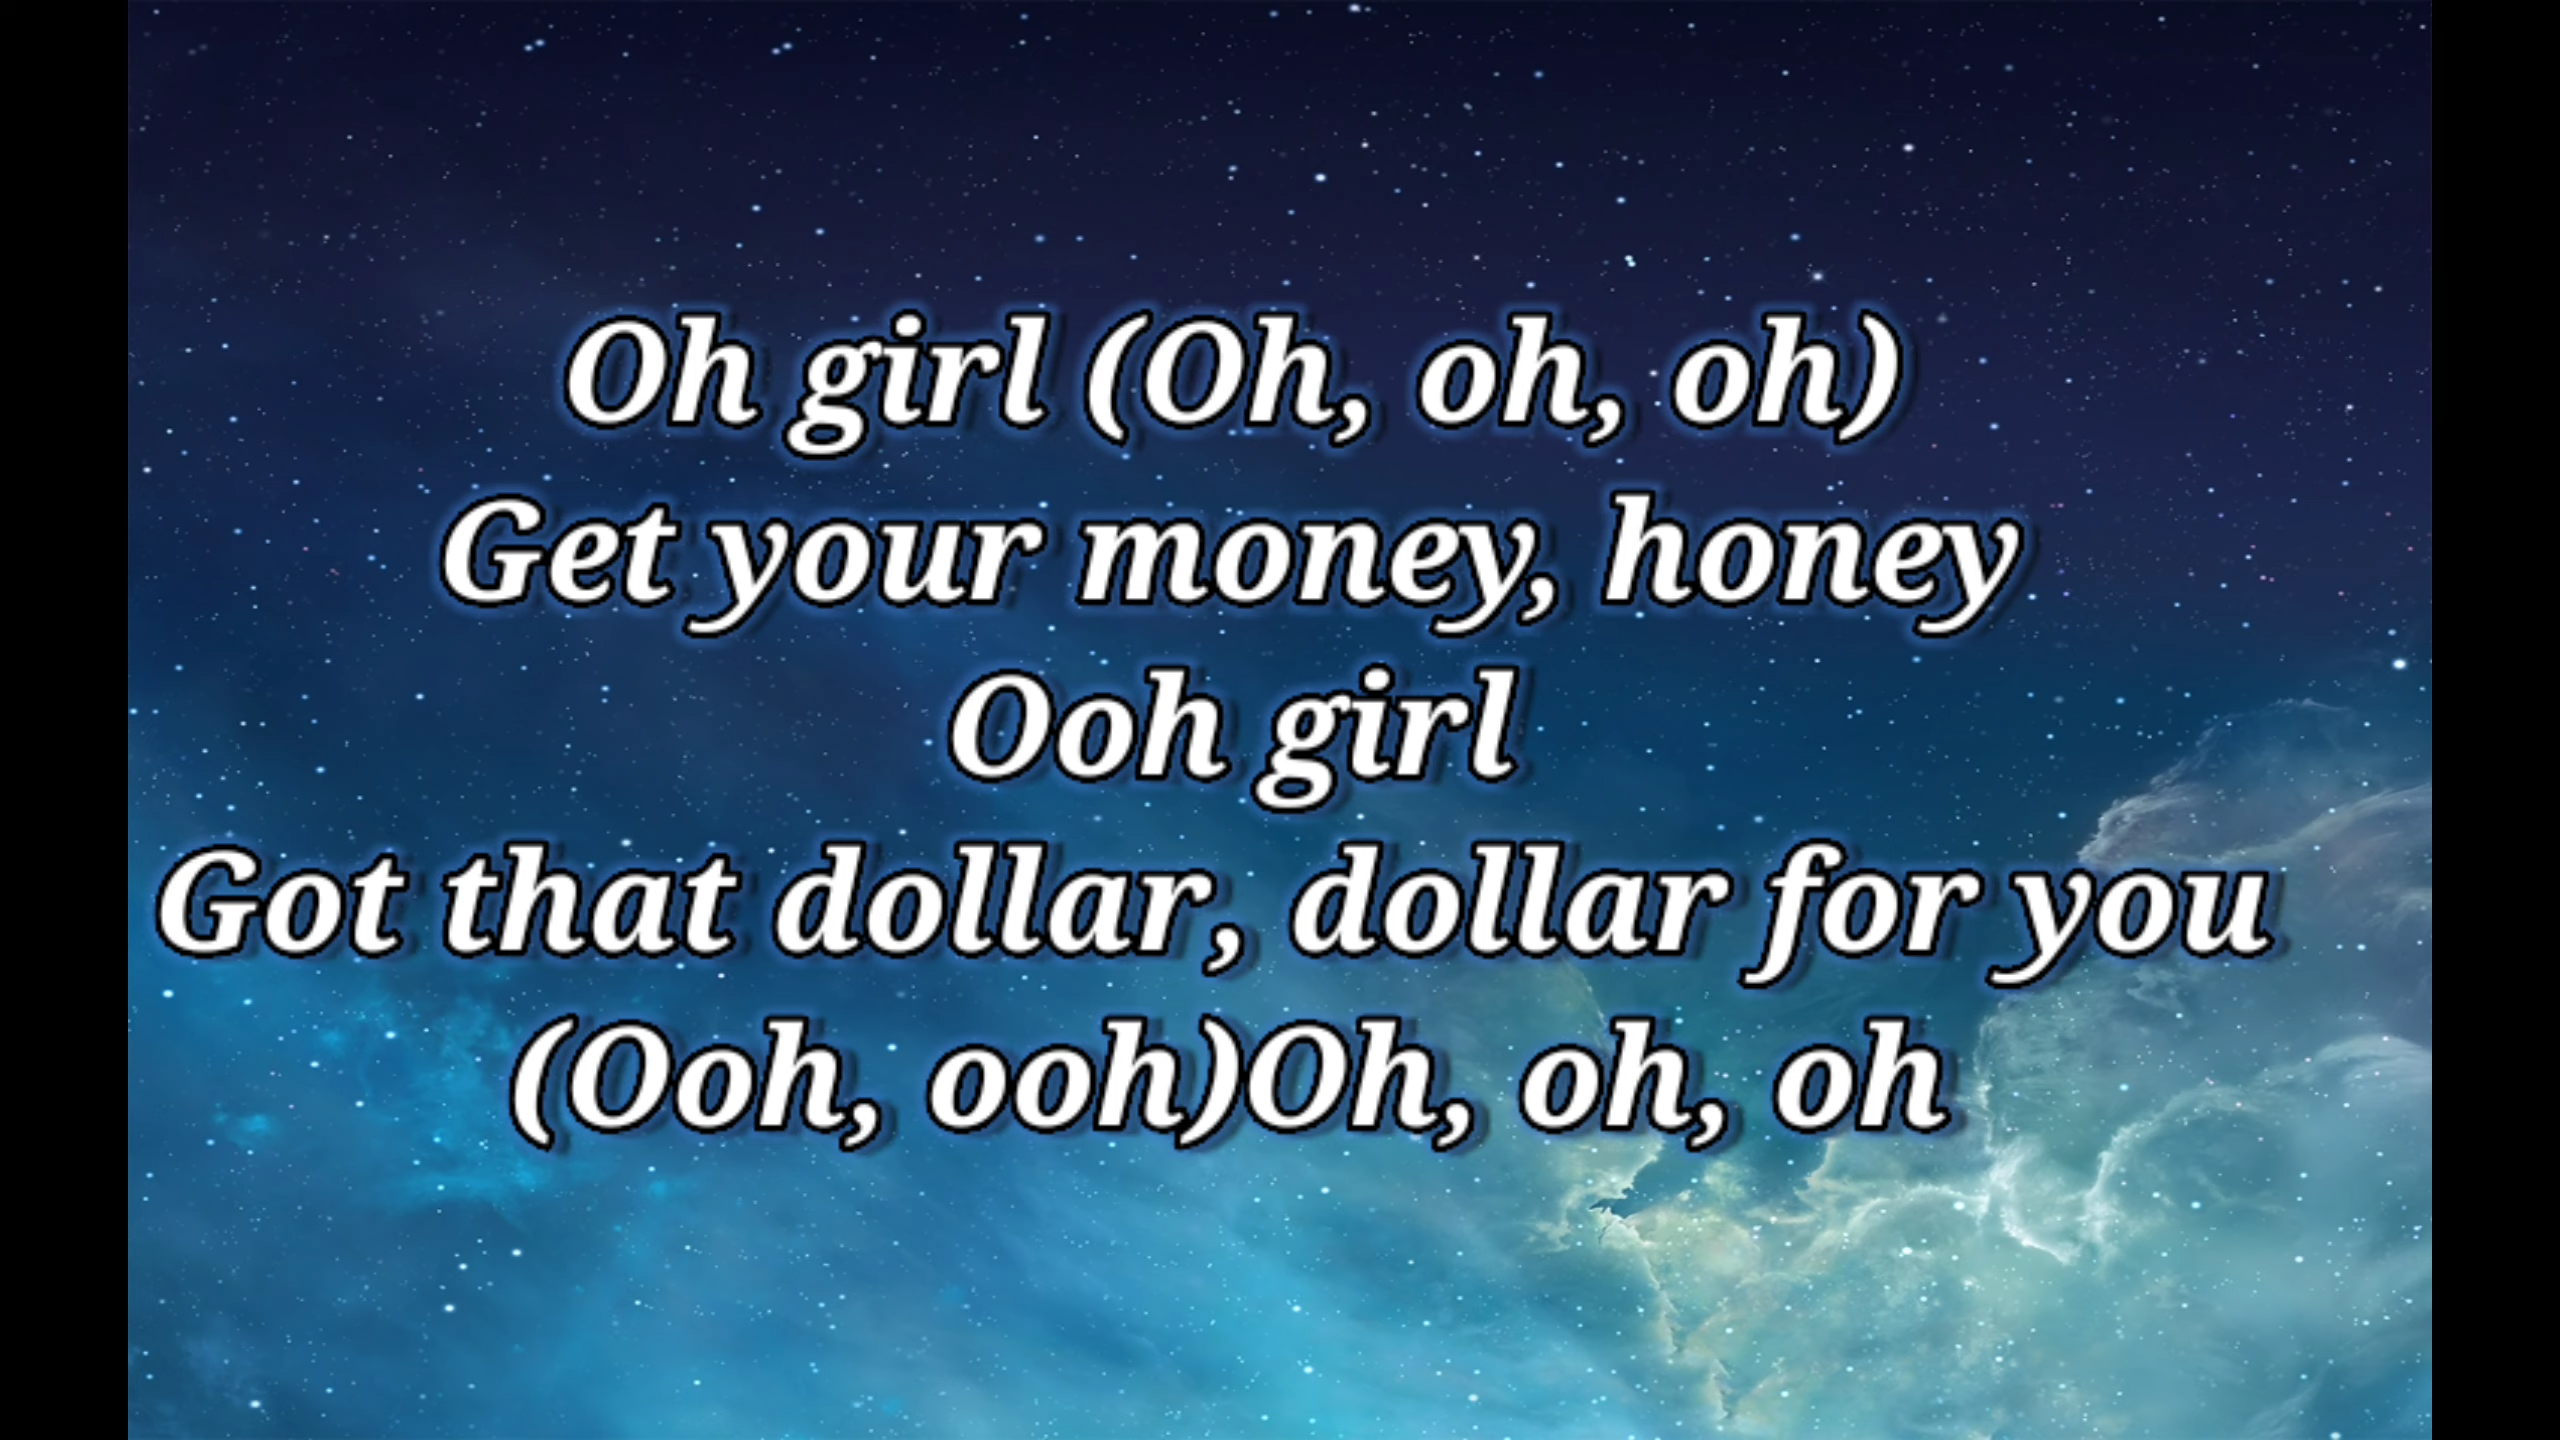 Oh girl (Oh, oh, oh)
Get your money, honey
Ooh girl
Got that dollar, dollar for you
(Ooh, ooh)Oh, oh, oh